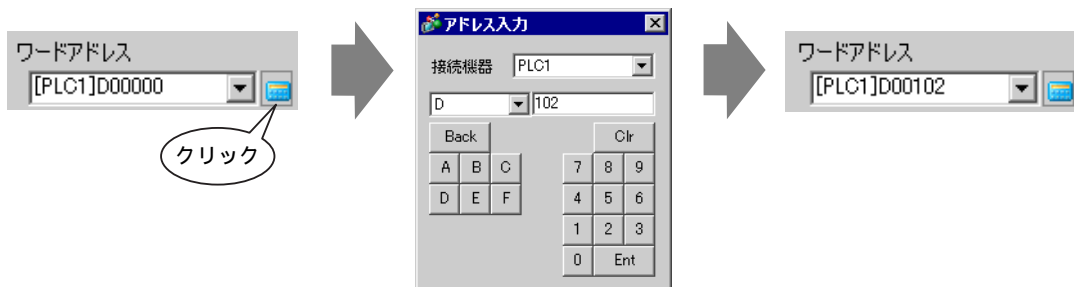 ワードアドレス
[PLC1]D00000
クリック
アドレス入力
接続機器 PLC1
D 102
Back Clr
A B C 7 8 9
D E F 4 5 6
1 2 3
0 Ent
ワードアドレス
[PLC1]D00102